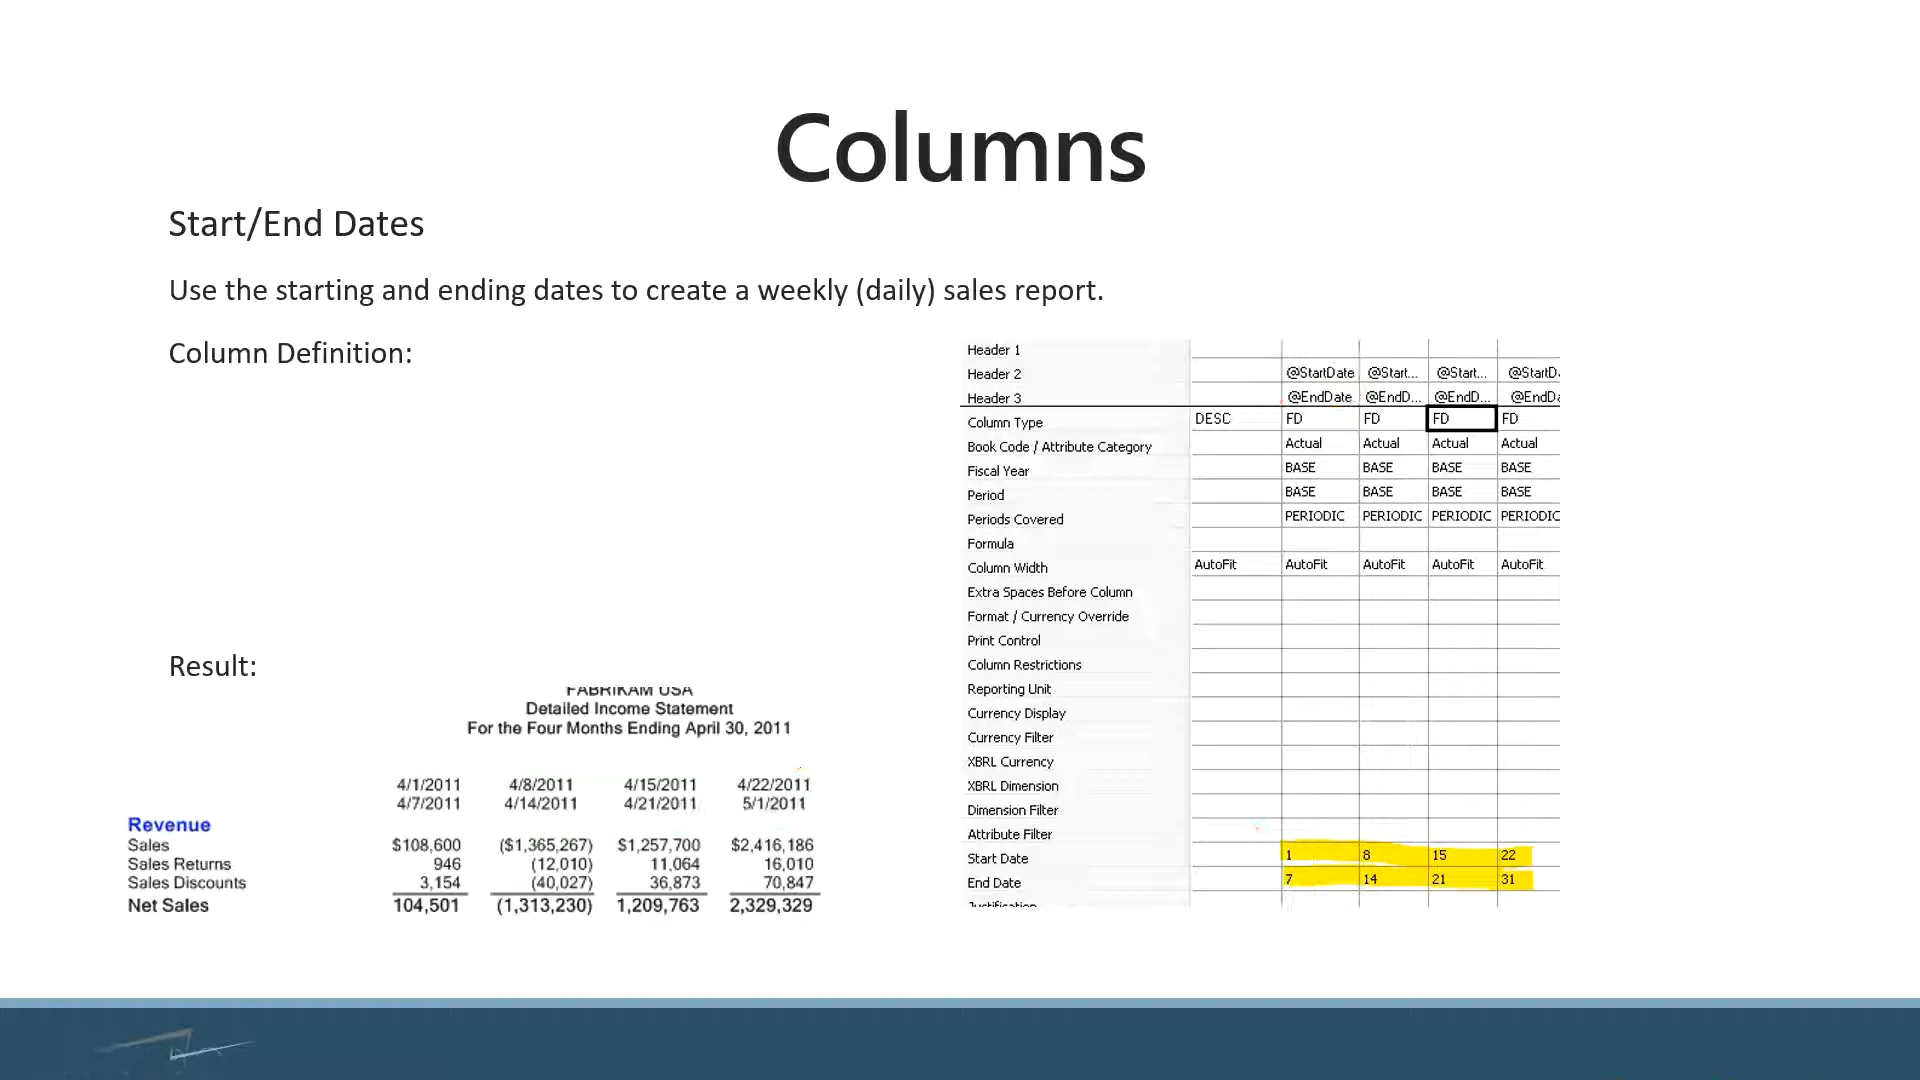 Columns
Start/End Dates
Use the starting and ending dates to create a weekly (daily) sales report.
Column Definition:
Header 1
Header 2 @StartDate @Start... @Start... @StartD
Header 3 @EndDate @EndD... @EndD... @EndDa
Column Type DESC FD FD FD FD
Book Code / Attribute Category Actual Actual Actual Actual
Fiscal Year BASE BASE BASE BASE
Period BASE BASE BASE BASE
Periods Covered PERIODIC PERIODIC PERIODIC PERIODIC
Formula
Column Width AutoFit AutoFit AutoFit AutoFit AutoFit
Extra Spaces Before Column
Format / Currency Override
Print Control
Column Restrictions
Reporting Unit
Currency Display
Currency Filter
XBRL Currency
XBRL Dimension
Dimension Filter
Attribute Filter
Start Date 1 8 15 22
End Date 7 14 21 31
Justification
Result:
FABRIKAM USA
Detailed Income Statement
For the Four Months Ending April 30, 2011
4/1/2011 4/8/2011 4/15/2011 4/22/2011
4/7/2011 4/14/2011 4/21/2011 5/1/2011
Revenue
Sales $108,600 ($1,365,267) $1,257,700 $2,416,186
Sales Returns 946 (12,010) 11,064 16,010
Sales Discounts 3,154 (40,027) 36,873 70,847
Net Sales 104,501 (1,313,230) 1,209,763 2,329,329